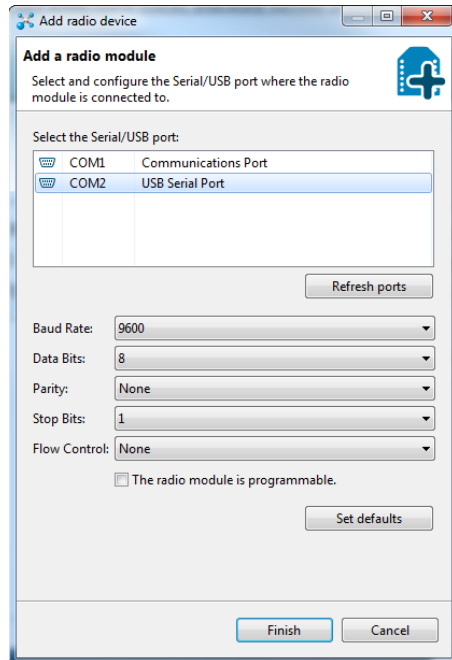 Add radio device
Add a radio module
Select and configure the Serial/USB port where the radio
module is connected to.
Select the Serial/USB port:
COM1 Communications Port
COM2 USB Serial Port
Refresh ports
Baud Rate: 9600
Data Bits: 8
Parity: None
Stop Bits: 1
Flow Control: None
The radio module is programmable.
Set defaults
Finish Cancel